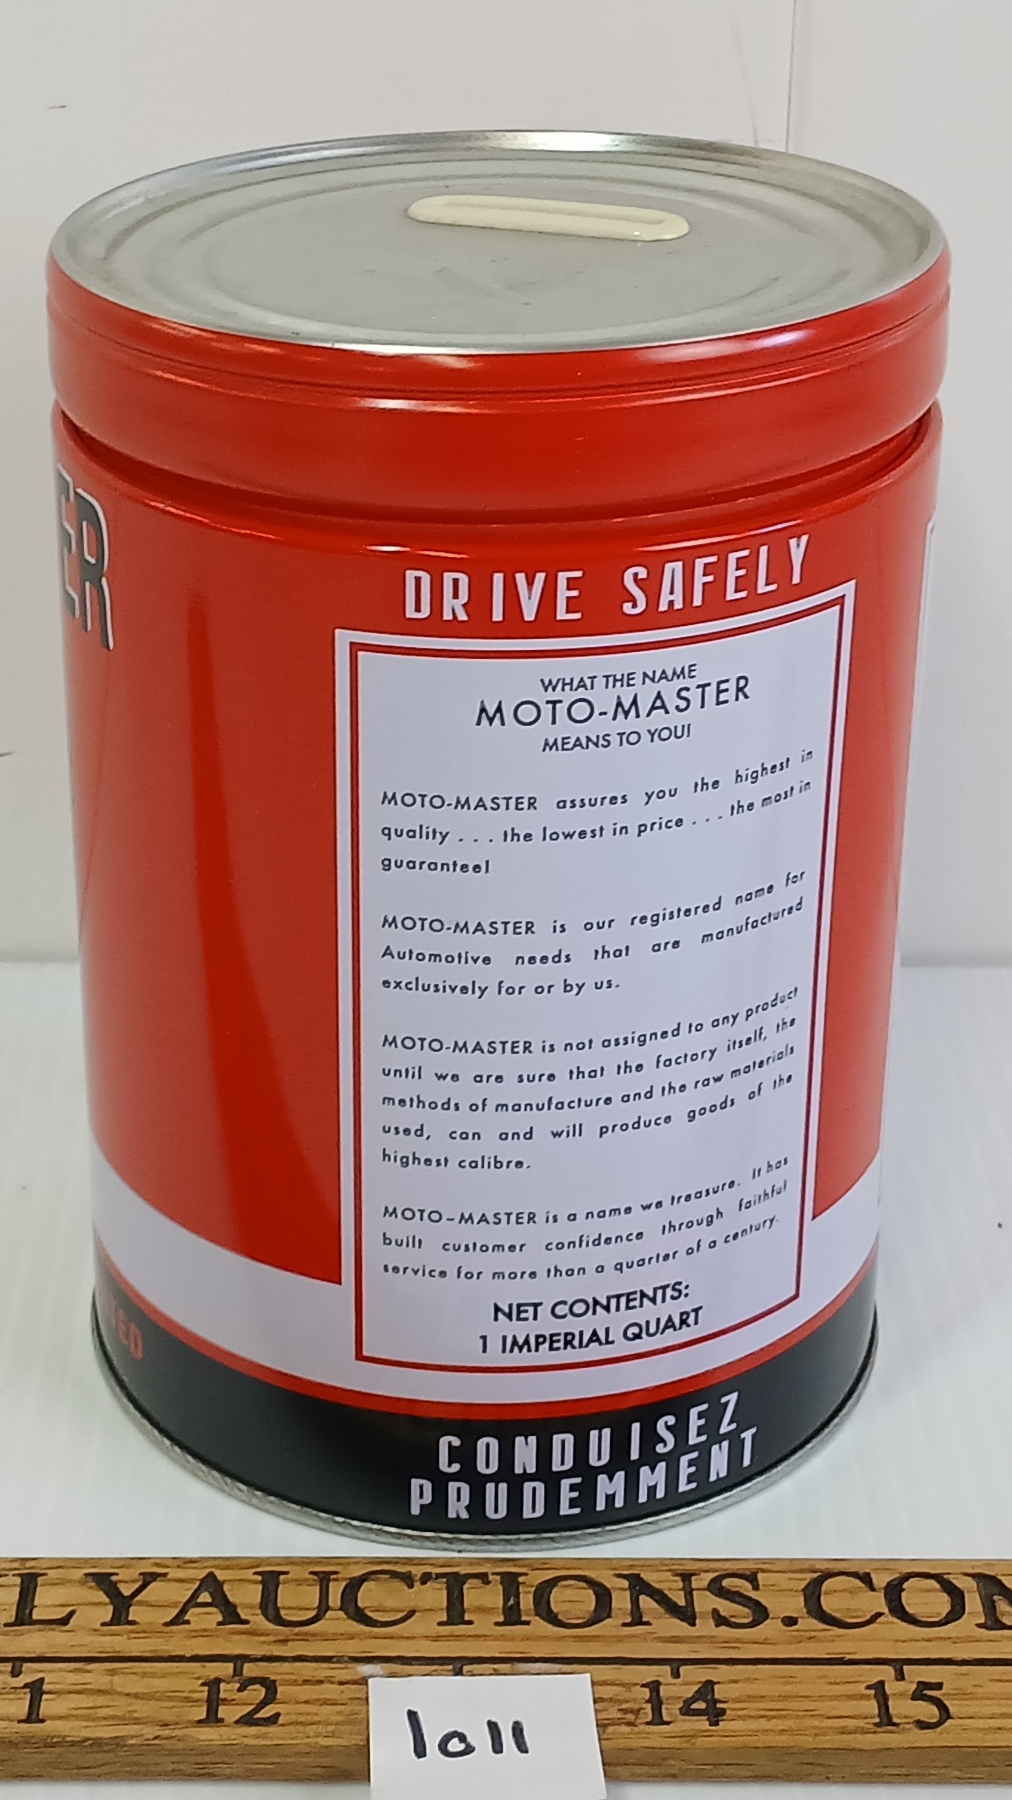 ER
DRIVE SAFELY
WHAT THE NAME
MOTO-MASTER
MEANS TO YOU!
MOTO-MASTER assures you the highest in
quality . . . the lowest in price . . . the most in
guarantee!
MOTO-MASTER is our registered name for
Automotive needs that are manufactured
exclusively for or by us.
MOTO-MASTER is not assigned to any product
until we are sure that the factory itself, the
methods of manufacture and the raw materials
used, can and will produce goods of the
highest calibre.
MOTO-MASTER is a name we treasure. It has
built customer confidence through faithful
service for more than a quarter of a century.
NET CONTENTS:
1 IMPERIAL QUART
CONDUISEZ
PRUDEMMENT
LYAUCTIONS.COM
12 14 15
1011